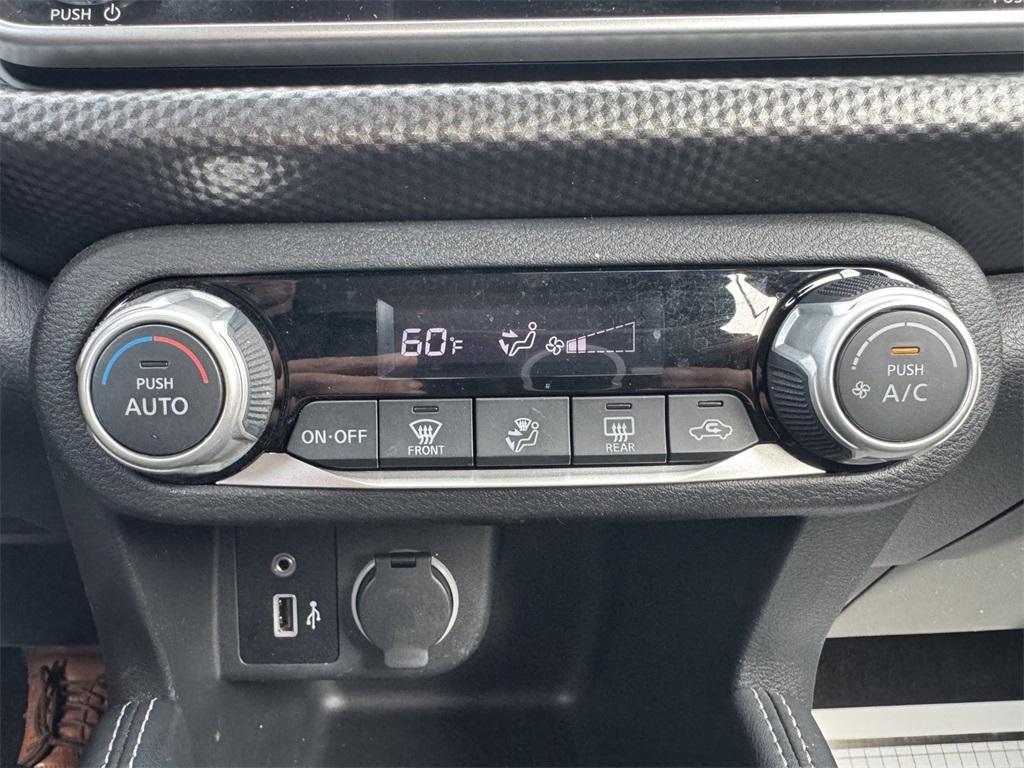 PUSH
60°F
PUSH
AUTO
ON·OFF
FRONT
REAR
PUSH
A/C